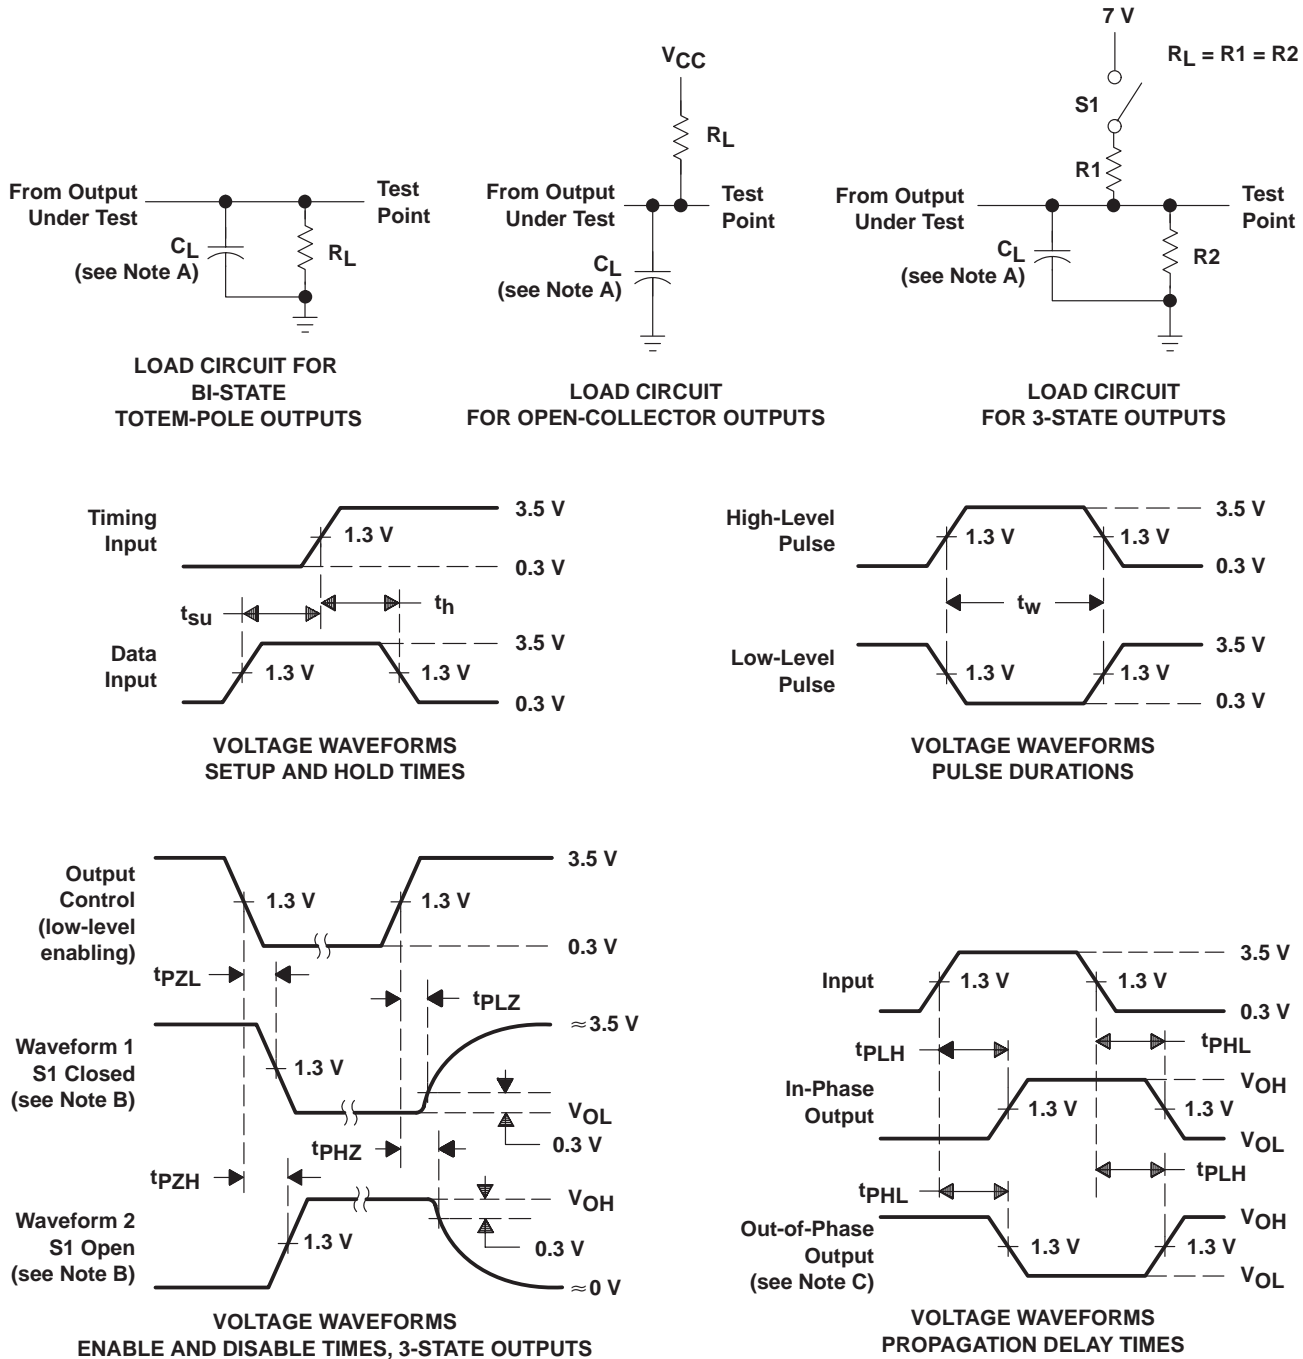 7 V
RL = R1 = R2
VCC
S1
RL
R1
From Output
Under Test
Test
Point
CL
(see Note A)
RL
From Output
Under Test
Test
Point
CL
(see Note A)
From Output
Under Test
Test
Point
CL
(see Note A)
R2
LOAD CIRCUIT FOR
BI-STATE
TOTEM-POLE OUTPUTS
LOAD CIRCUIT
FOR OPEN-COLLECTOR OUTPUTS
LOAD CIRCUIT
FOR 3-STATE OUTPUTS
Timing
Input
1.3 V
3.5 V
0.3 V
tsu
th
Data
Input
1.3 V
1.3 V
3.5 V
0.3 V
VOLTAGE WAVEFORMS
SETUP AND HOLD TIMES
High-Level
Pulse
1.3 V
1.3 V
3.5 V
0.3 V
tw
Low-Level
Pulse
1.3 V
1.3 V
3.5 V
0.3 V
VOLTAGE WAVEFORMS
PULSE DURATIONS
Output
Control
(low-level
enabling)
1.3 V
1.3 V
3.5 V
0.3 V
tPZL
tPLZ
Waveform 1
S1 Closed
(see Note B)
1.3 V
≈3.5 V
VOL
0.3 V
tPHZ
tPZH
Waveform 2
S1 Open
(see Note B)
1.3 V
VOH
0.3 V
≈0 V
VOLTAGE WAVEFORMS
ENABLE AND DISABLE TIMES, 3-STATE OUTPUTS
Input
1.3 V
1.3 V
3.5 V
0.3 V
tPLH
tPHL
In-Phase
Output
1.3 V
1.3 V
VOH
VOL
tPHL
tPLH
Out-of-Phase
Output
(see Note C)
1.3 V
1.3 V
VOH
VOL
VOLTAGE WAVEFORMS
PROPAGATION DELAY TIMES